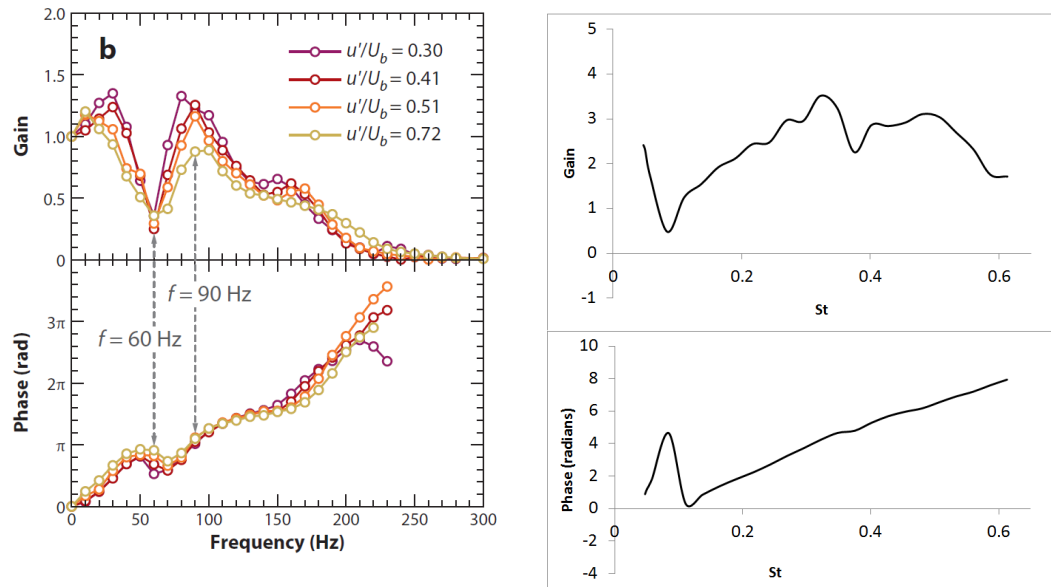 b
u'/U_b = 0.30
u'/U_b = 0.41
u'/U_b = 0.51
u'/U_b = 0.72
Gain
2.0
1.5
1.0
0.5
0
f = 90 Hz
f = 60 Hz
Phase (rad)
3π
2π
π
0
0 50 100 150 200 250 300
Frequency (Hz)
Gain
5
4
3
2
1
0
-1
0 0.2 0.4 0.6
St
Phase (radians)
10
8
6
4
2
0
-2
-4
0 0.2 0.4 0.6
St